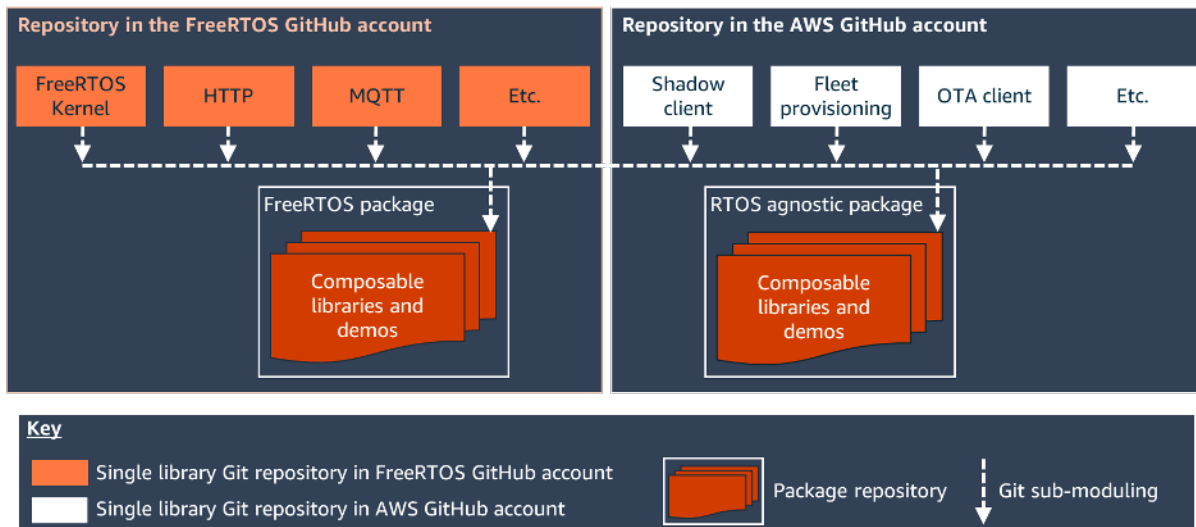 Repository in the FreeRTOS GitHub account
FreeRTOS
Kernel
HTTP
MQTT
Etc.
FreeRTOS package
Composable
libraries and
demos
Repository in the AWS GitHub account
Shadow
client
Fleet
provisioning
OTA client
Etc.
RTOS agnostic package
Composable
libraries and
demos
Key
Single library Git repository in FreeRTOS GitHub account
Single library Git repository in AWS GitHub account
Package repository
Git sub-moduling